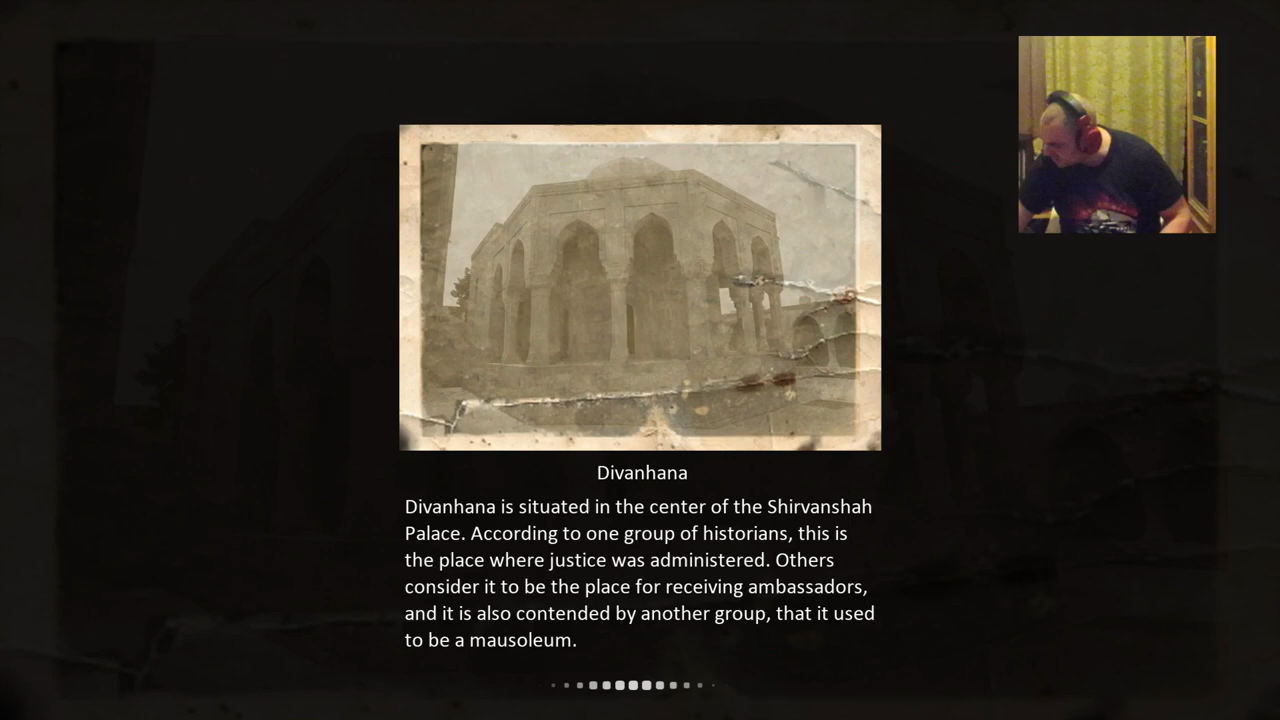 Divanhana
Divanhana is situated in the center of the Shirvanshah
Palace. According to one group of historians, this is
the place where justice was administered. Others
consider it to be the place for receiving ambassadors,
and it is also contended by another group, that it used
to be a mausoleum.